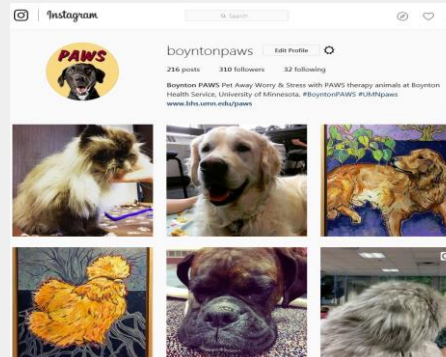 Instagram
Search
PAWS
boyntonpaws Edit Profile
216 posts 310 followers 32 following
Boynton PAWS Pet Away Worry & Stress with PAWS therapy animals at Boynton
Health Service, University of Minnesota. #BoyntonPAWS #UMNpaws
www.bhs.umn.edu/paws